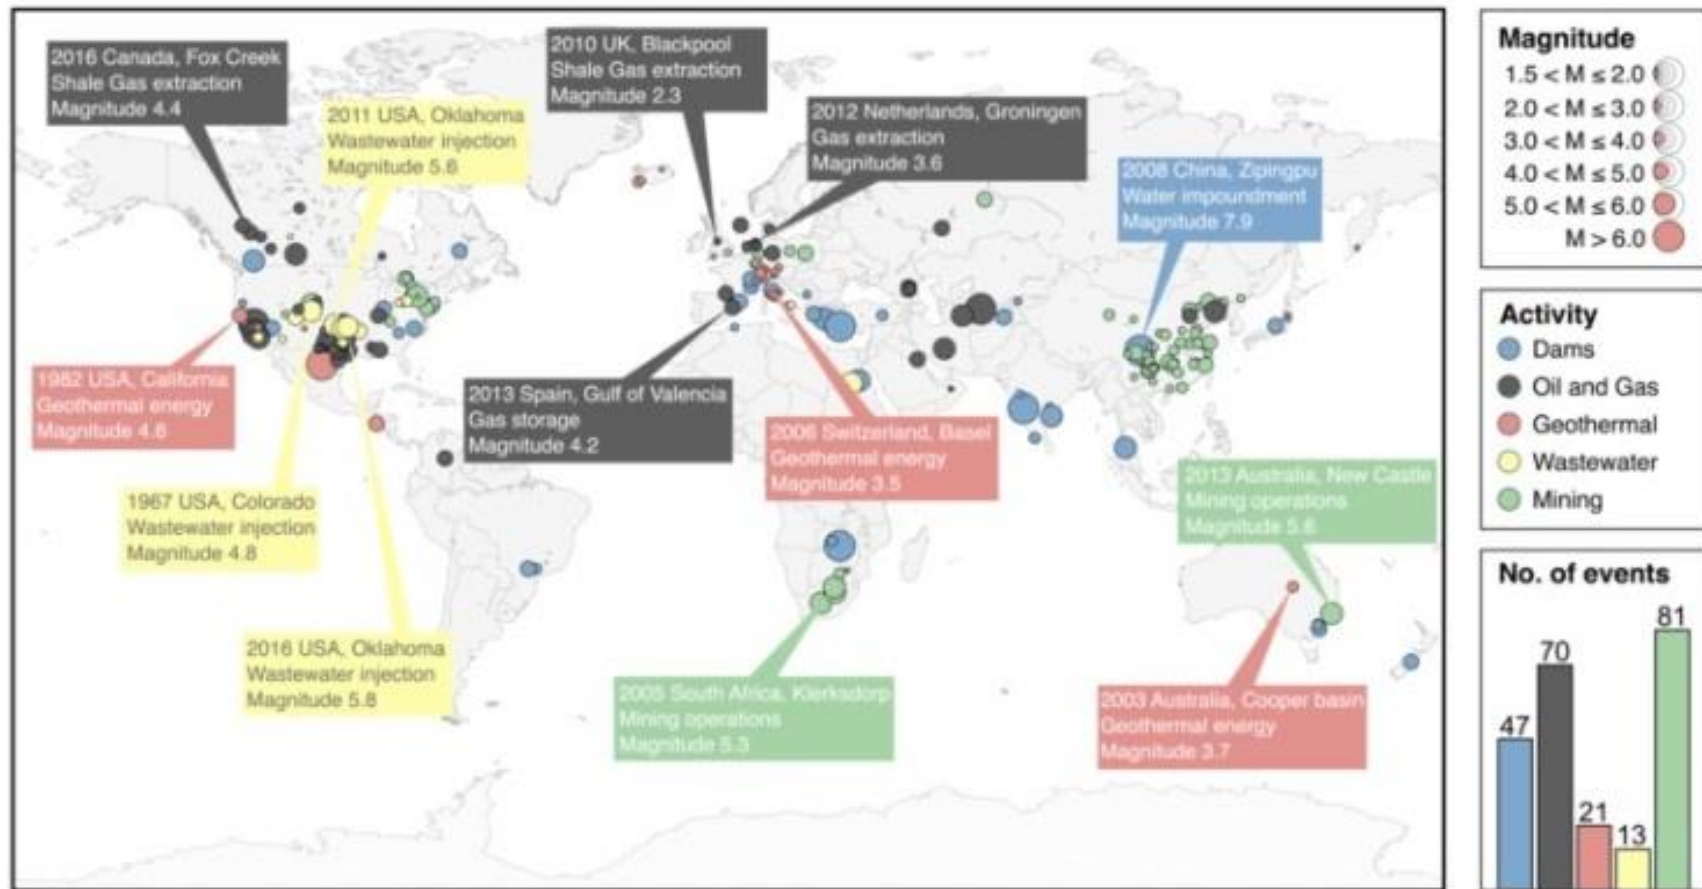 2016 Canada, Fox Creek
Shale Gas extraction
Magnitude 4.4
2010 UK, Blackpool
Shale Gas extraction
Magnitude 2.3
2011 USA, Oklahoma
Wastewater injection
Magnitude 5.6
2012 Netherlands, Groningen
Gas extraction
Magnitude 3.6
2008 China, Zipingpu
Water impoundment
Magnitude 7.9
1982 USA, California
Geothermal energy
Magnitude 4.6
2013 Spain, Gulf of Valencia
Gas storage
Magnitude 4.2
2006 Switzerland, Basel
Geothermal energy
Magnitude 3.5
2013 Australia, New Castle
Mining operations
Magnitude 5.6
1967 USA, Colorado
Wastewater injection
Magnitude 4.8
2016 USA, Oklahoma
Wastewater injection
Magnitude 5.8
2005 South Africa, Klerksdorp
Mining operations
Magnitude 5.3
2003 Australia, Cooper basin
Geothermal energy
Magnitude 3.7
Magnitude
1.5 < M ≤ 2.0
2.0 < M ≤ 3.0
3.0 < M ≤ 4.0
4.0 < M ≤ 5.0
5.0 < M ≤ 6.0
M > 6.0
Activity
Dams
Oil and Gas
Geothermal
Wastewater
Mining
No. of events
47
70
21
13
81